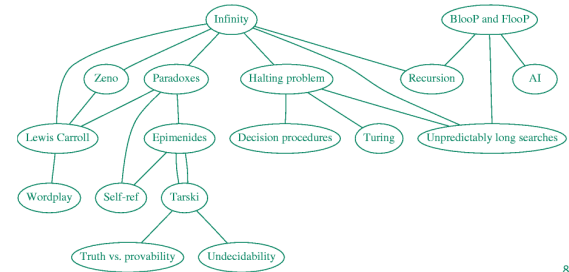 Infinity
BlooP and FlooP
Zeno
Paradoxes
Halting problem
Recursion
AI
Lewis Carroll
Epimenides
Decision procedures
Turing
Unpredictably long searches
Wordplay
Self-ref
Tarski
Truth vs. provability
Undecidability
8